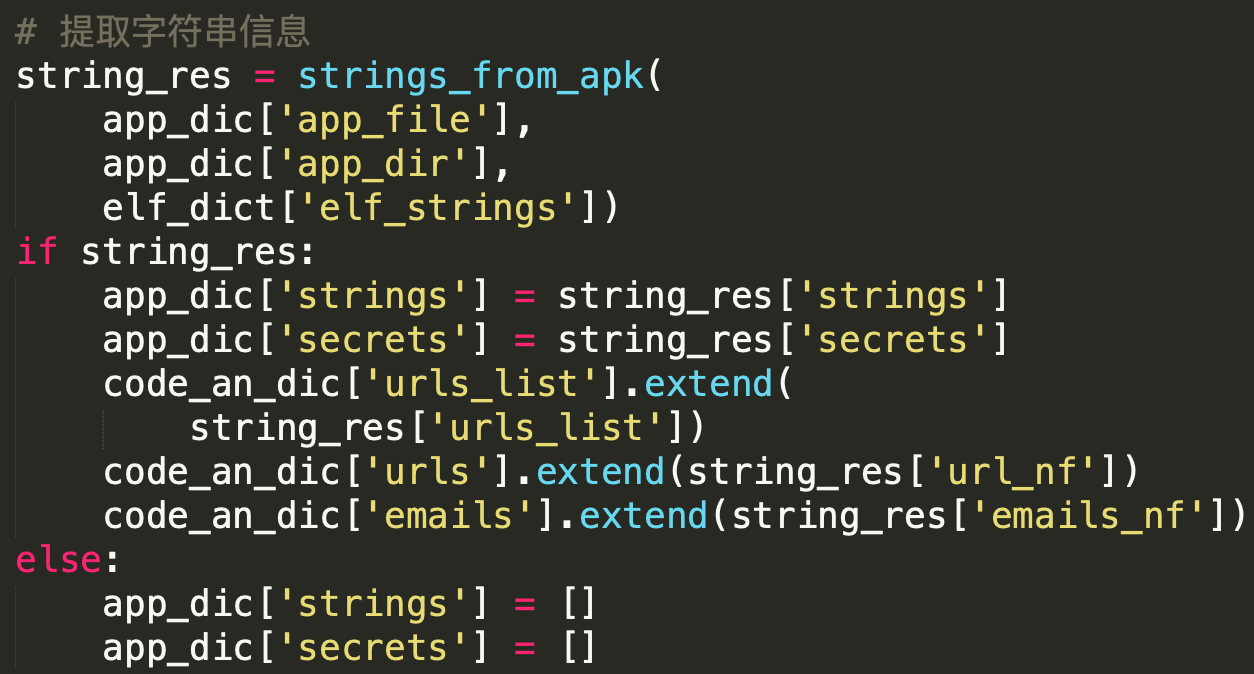 # 提取字符串信息
string_res = strings_from_apk(
    app_dic['app_file'],
    app_dic['app_dir'],
    elf_dict['elf_strings'])
if string_res:
    app_dic['strings'] = string_res['strings']
    app_dic['secrets'] = string_res['secrets']
    code_an_dic['urls_list'].extend(
        string_res['urls_list'])
    code_an_dic['urls'].extend(string_res['url_nf'])
    code_an_dic['emails'].extend(string_res['emails_nf'])
else:
    app_dic['strings'] = []
    app_dic['secrets'] = []